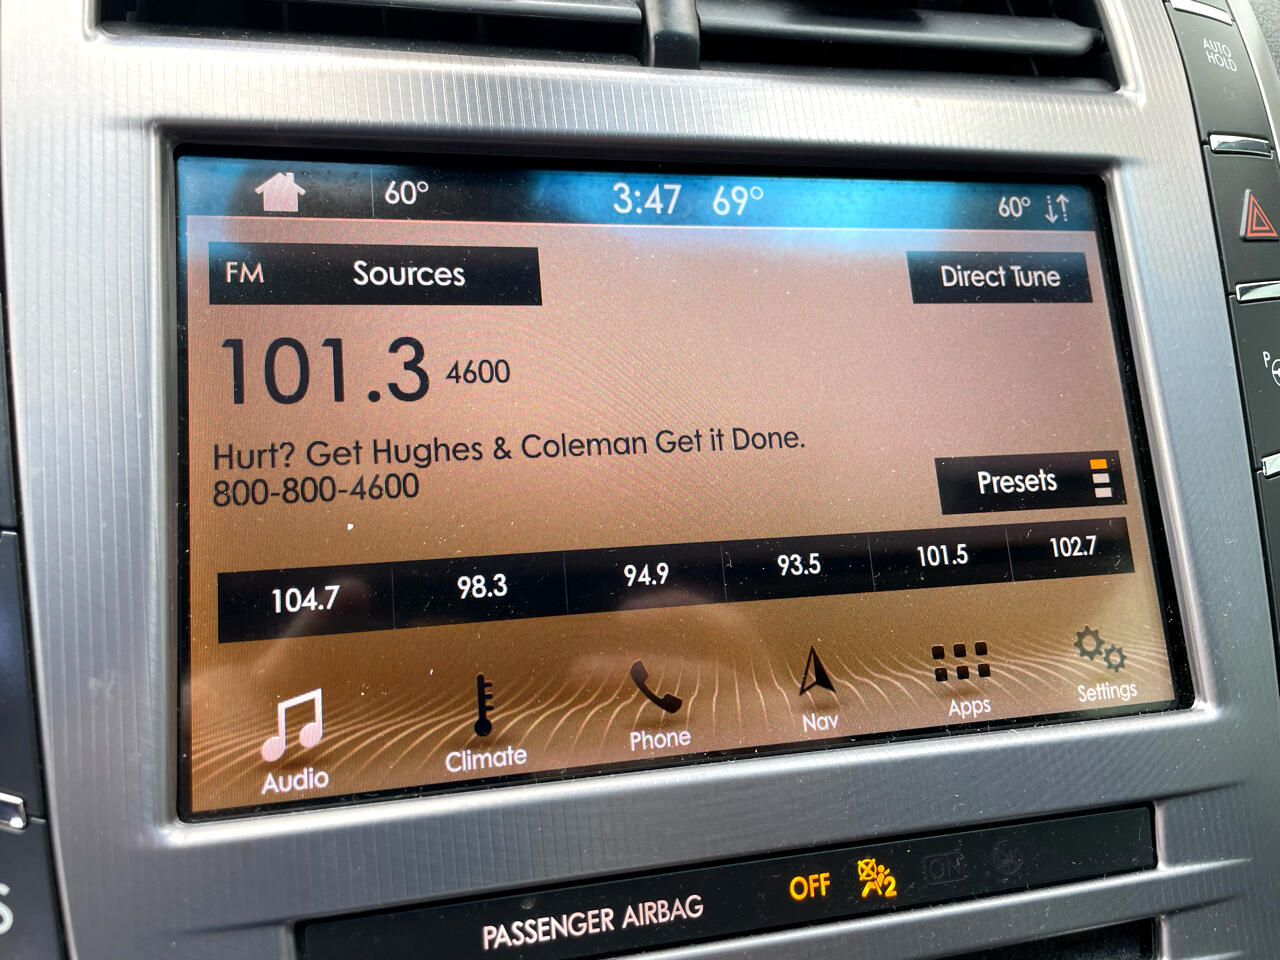 AUTO
HOLD
60° 3:47 69° 60°
FM Sources Direct Tune
101.3 4600
Hurt? Get Hughes & Coleman Get it Done.
800-800-4600
Presets
104.7 98.3 94.9 93.5 101.5 102.7
Audio Climate Phone Nav Apps Settings
PASSENGER AIRBAG OFF 2 ON
P
S